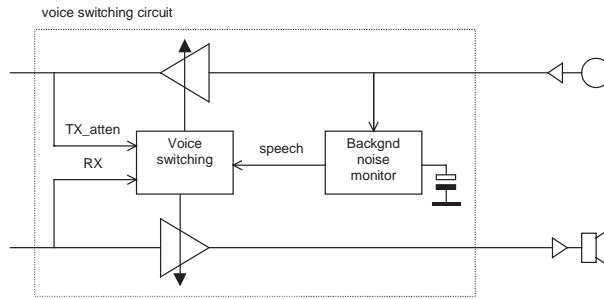 voice switching circuit
TX_atten
RX
Voice
switching
speech
Backgnd
noise
monitor